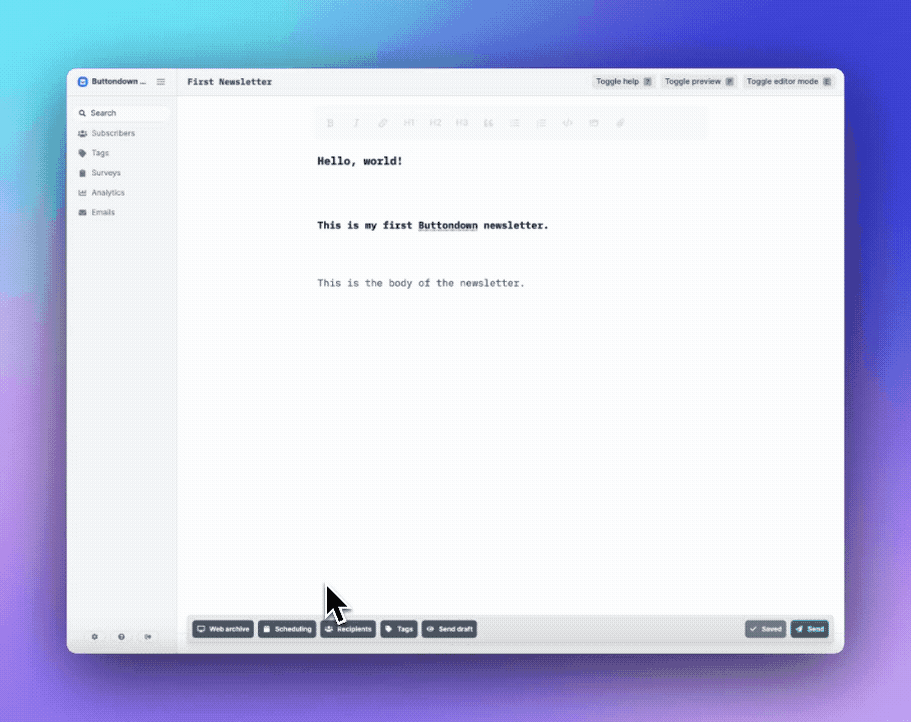 Buttondown ...
First Newsletter
Toggle help
Toggle preview
Toggle editor mode
Search
Subscribers
Tags
Surveys
Analytics
Emails
B I H1 H2 H3
Hello, world!
This is my first Buttondown newsletter.
This is the body of the newsletter.
Web archive
Scheduling
Recipients
Tags
Send draft
Saved
Send